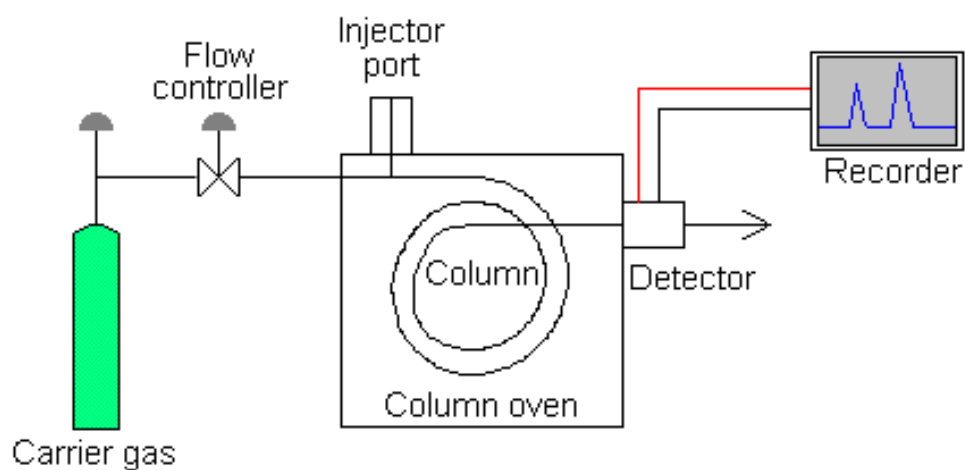 Flow
controller
Injector
port
Recorder
Column
Detector
Column oven
Carrier gas